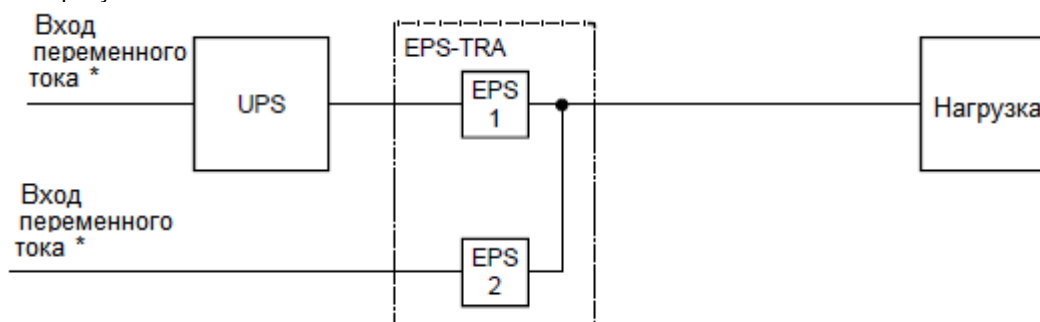 Вход
переменного
тока *
UPS
EPS-TRA
EPS
1
Нагрузка
Вход
переменного
тока *
EPS
2